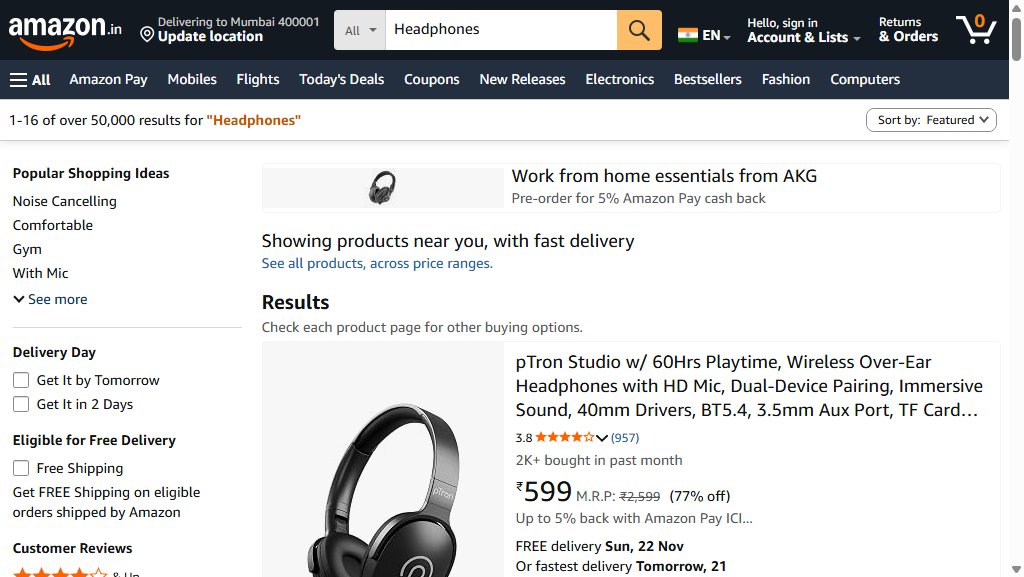 amazon.in
Delivering to Mumbai 400001
Update location
All
Headphones
EN
Hello, sign in
Account & Lists
Returns
& Orders
0
All
Amazon Pay
Mobiles
Flights
Today's Deals
Coupons
New Releases
Electronics
Bestsellers
Fashion
Computers
1-16 of over 50,000 results for "Headphones"
Sort by: Featured
Popular Shopping Ideas
Noise Cancelling
Comfortable
Gym
With Mic
See more
Delivery Day
Get It by Tomorrow
Get It in 2 Days
Eligible for Free Delivery
Free Shipping
Get FREE Shipping on eligible
orders shipped by Amazon
Customer Reviews
& Up
Work from home essentials from AKG
Pre-order for 5% Amazon Pay cash back
Showing products near you, with fast delivery
See all products, across price ranges.
Results
Check each product page for other buying options.
pTron
pTron Studio w/ 60Hrs Playtime, Wireless Over-Ear
Headphones with HD Mic, Dual-Device Pairing, Immersive
Sound, 40mm Drivers, BT5.4, 3.5mm Aux Port, TF Card…
3.8 (957)
2K+ bought in past month
₹599 M.R.P: ₹2,599 (77% off)
Up to 5% back with Amazon Pay ICI…
FREE delivery Sun, 22 Nov
Or fastest delivery Tomorrow, 21